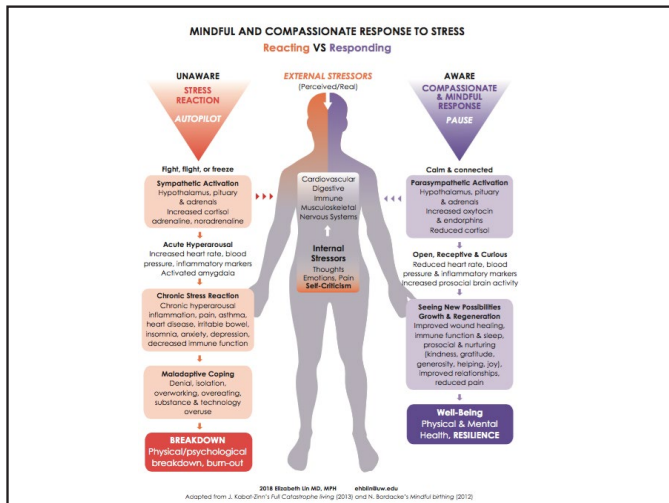 MINDFUL AND COMPASSIONATE RESPONSE TO STRESS
Reacting VS Responding
UNAWARE
STRESS
REACTION
AUTOPILOT
Fight, flight, or freeze
Sympathetic Activation
Hypothalamus, pituitary
& adrenals
Increased cortisol
adrenaline, noradrenaline
Acute Hyperarousal
Increased heart rate, blood
pressure, inflammatory markers
Activated amygdala
Chronic Stress Reaction
Chronic hyperarousal
inflammation, pain, asthma,
heart disease, irritable bowel,
insomnia, anxiety, depression,
decreased immune function
Maladaptive Coping
Denial, isolation,
overworking, overeating,
substance & technology
overuse
BREAKDOWN
Physical/psychological
breakdown, burn-out
EXTERNAL STRESSORS
(Perceived/Real)
Cardiovascular
Digestive
Immune
Musculoskeletal
Nervous Systems
Internal
Stressors
Thoughts
Emotions, Pain
Self-Criticism
AWARE
COMPASSIONATE
& MINDFUL
RESPONSE
PAUSE
Calm & connected
Parasympathetic Activation
Hypothalamus, pituitary
& adrenals
Increased oxytocin
& endorphins
Reduced cortisol
Open, Receptive & Curious
Reduced heart rate, blood
pressure & inflammatory markers
Increased prosocial brain activity
Seeing New Possibilities
Growth & Regeneration
Improved wound healing,
immune function & sleep,
prosocial & nurturing
(kindness, gratitude,
generosity, helping, joy),
improved relationships,
reduced pain
Well-Being
Physical & Mental
Health, RESILIENCE
2018 Elizabeth Lin MD, MPH ehblin@uw.edu
Adapted from J. Kabat-Zinn's Full Catastrophe living (2013) and N. Bardacke's Mindful birthing (2012)